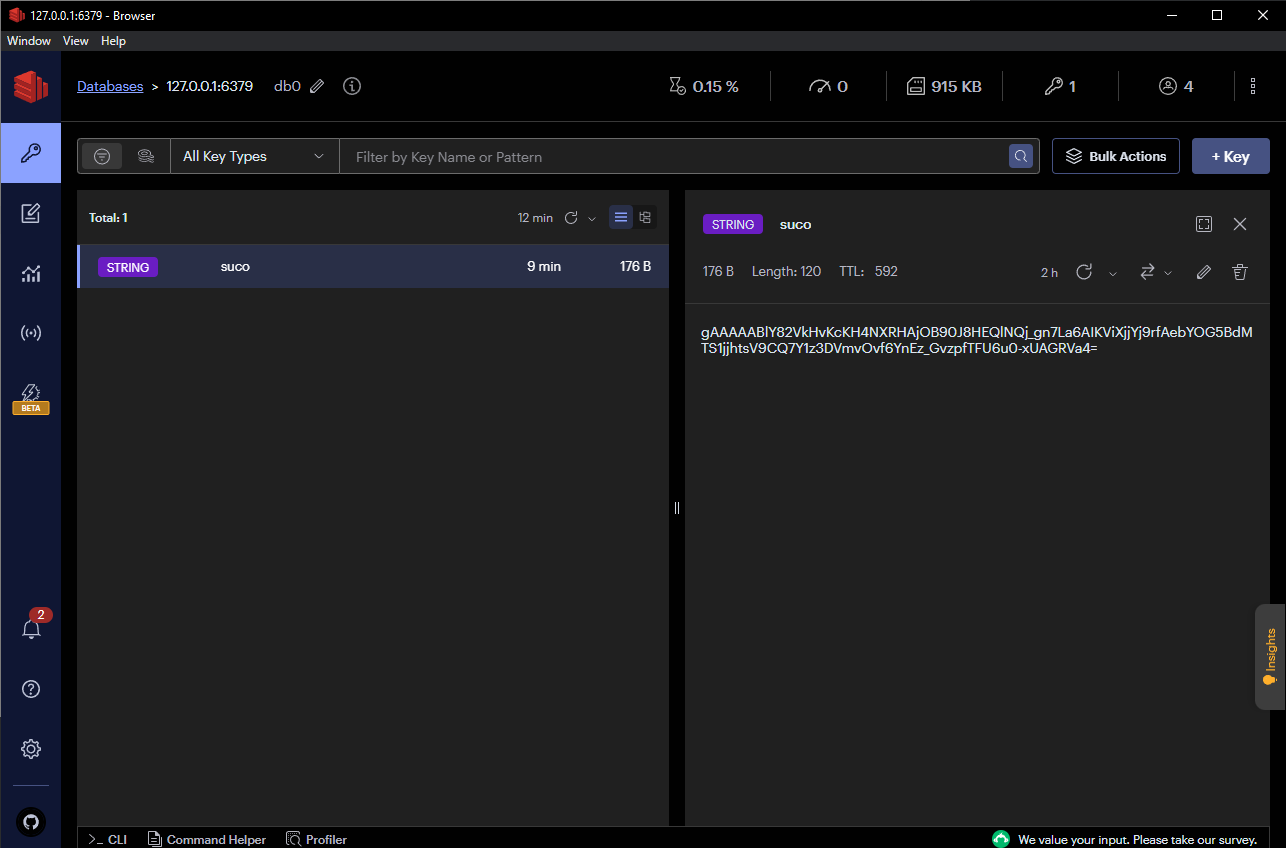 127.0.0.1:6379 - Browser
Window View Help
Databases > 127.0.0.1:6379 db0 0.15 % 0 915 KB 1 4
All Key Types Filter by Key Name or Pattern Bulk Actions + Key
Total: 1 12 min
STRING suco 9 min 176 B
STRING suco
176 B Length: 120 TTL: 592 2 h
gAAAAABlY82VkHvKcKH4NXRHAjOB90J8HEQlNQj_gn7La6AIKViXjjYj9rfAebYOG5BdM
TS1jjhtsV9CQ7Y1z3DVmvOvf6YnEz_GvzpfTFU6u0-xUAGRVa4=
BETA
2
Insights
>_ CLI Command Helper Profiler We value your input. Please take our survey.